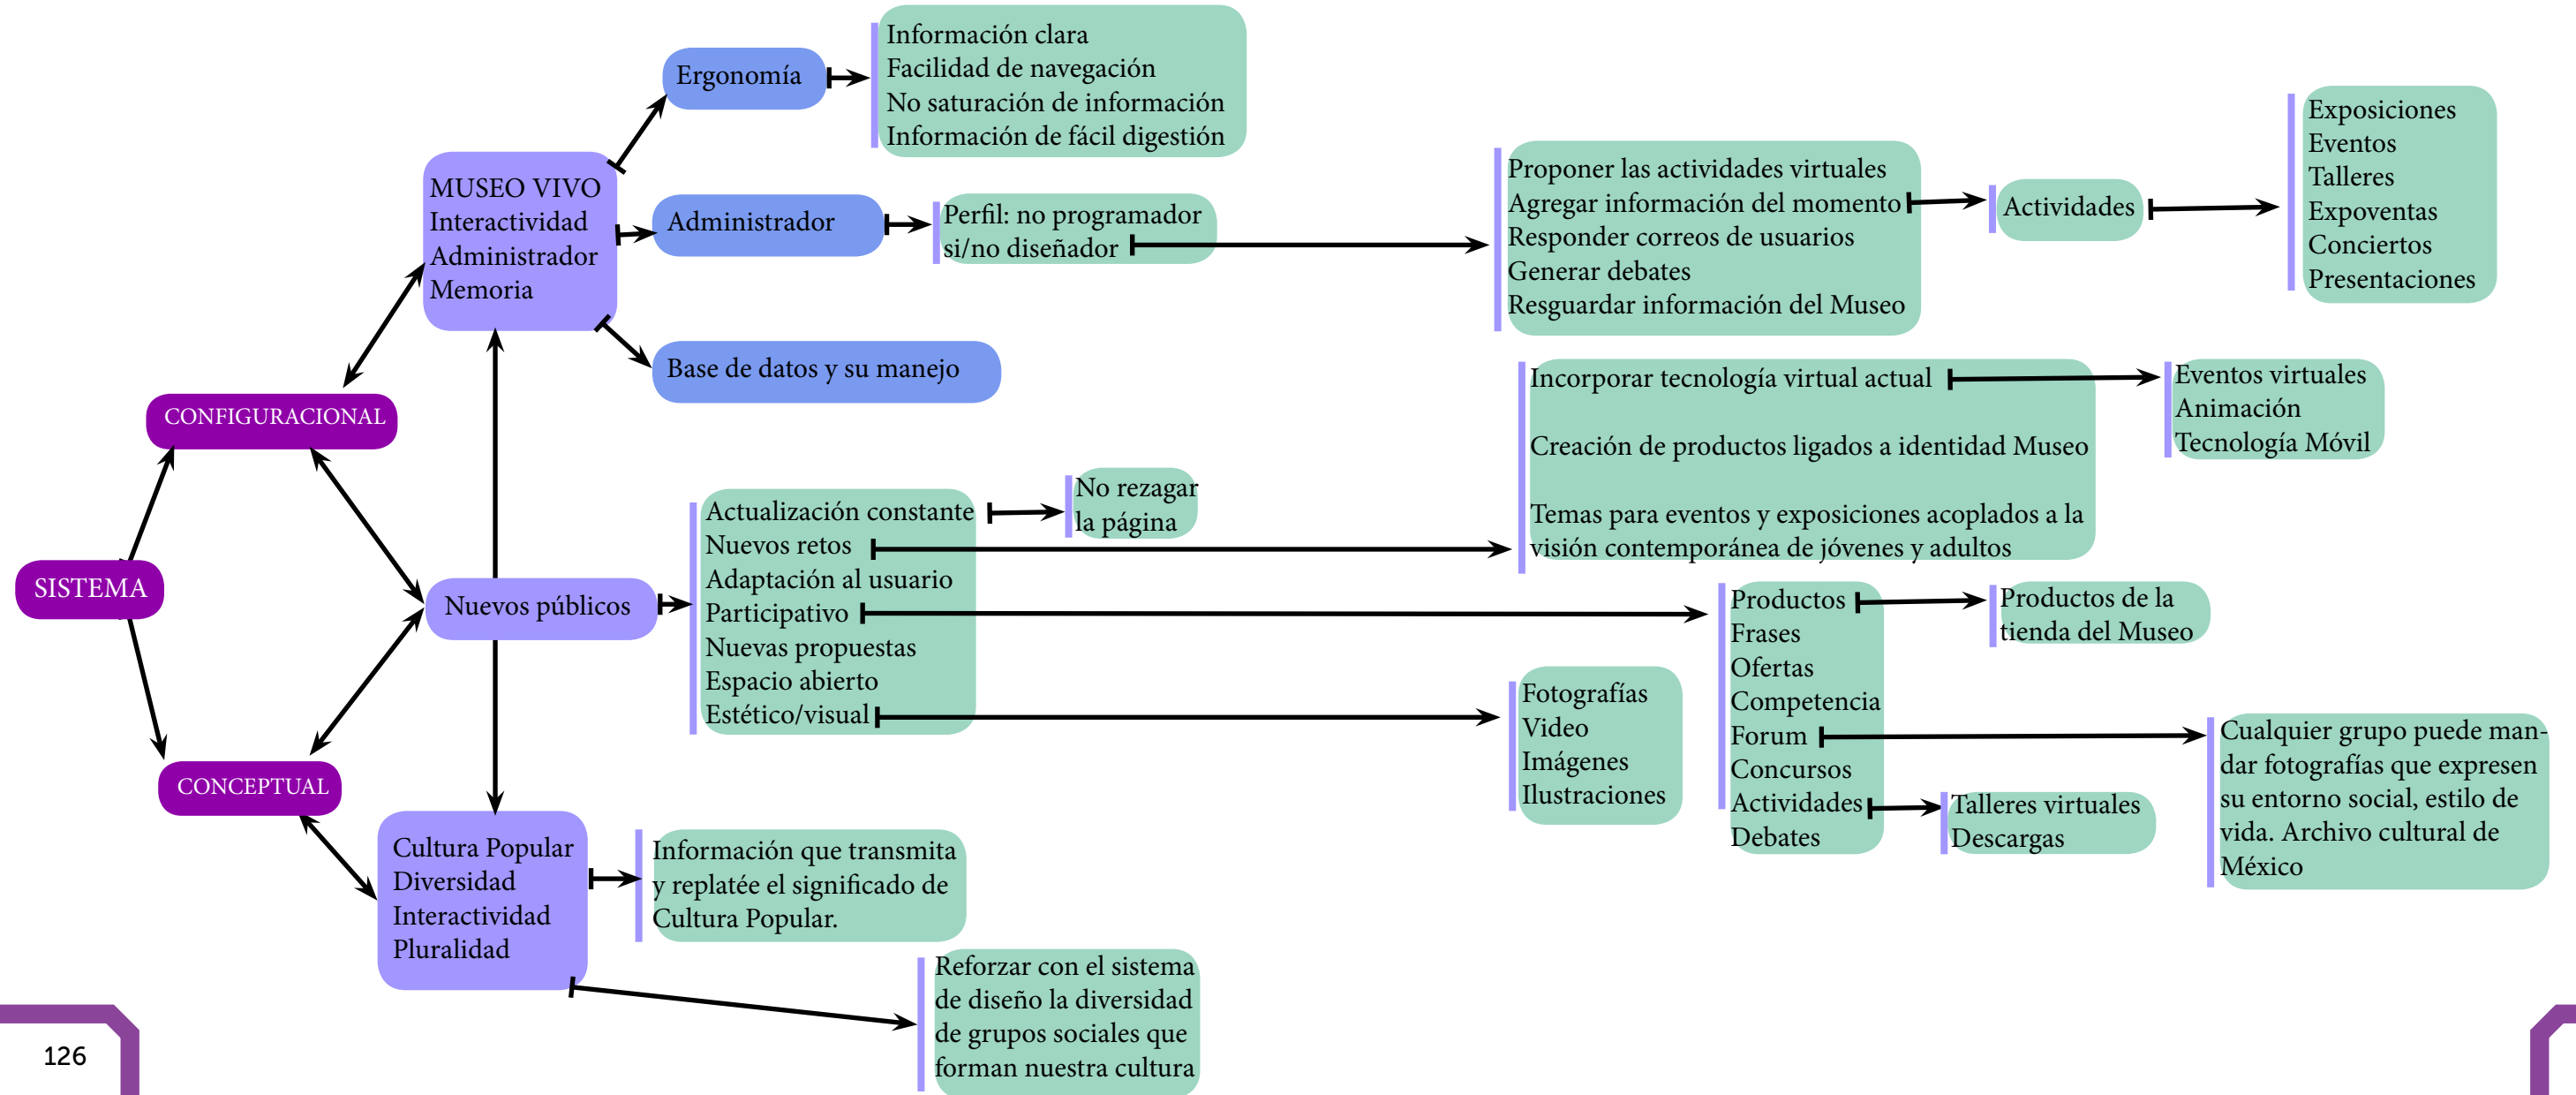 SISTEMA
CONFIGURACIONAL
CONCEPTUAL
MUSEO VIVO
Interactividad
Administrador
Memoria
Ergonomía
Información clara
Facilidad de navegación
No saturación de información
Información de fácil digestión
Administrador
Perfil: no programador
si/no diseñador
Proponer las actividades virtuales
Agregar información del momento
Responder correos de usuarios
Generar debates
Resguardar información del Museo
Actividades
Exposiciones
Eventos
Talleres
Expoventas
Conciertos
Presentaciones
Base de datos y su manejo
Nuevos públicos
Actualización constante
Nuevos retos
Adaptación al usuario
Participativo
Nuevas propuestas
Espacio abierto
Estético/visual
No rezagar
la página
Incorporar tecnología virtual actual
Creación de productos ligados a identidad Museo
Temas para eventos y exposiciones acoplados a la
visión contemporánea de jóvenes y adultos
Eventos virtuales
Animación
Tecnología Móvil
Productos
Frases
Ofertas
Competencia
Forum
Concursos
Actividades
Debates
Productos de la
tienda del Museo
Cualquier grupo puede man-
dar fotografías que expresen
su entorno social, estilo de
vida. Archivo cultural de
México
Talleres virtuales
Descargas
Fotografías
Video
Imágenes
Ilustraciones
Cultura Popular
Diversidad
Interactividad
Pluralidad
Información que transmita
y replatée el significado de
Cultura Popular.
Reforzar con el sistema
de diseño la diversidad
de grupos sociales que
forman nuestra cultura
126